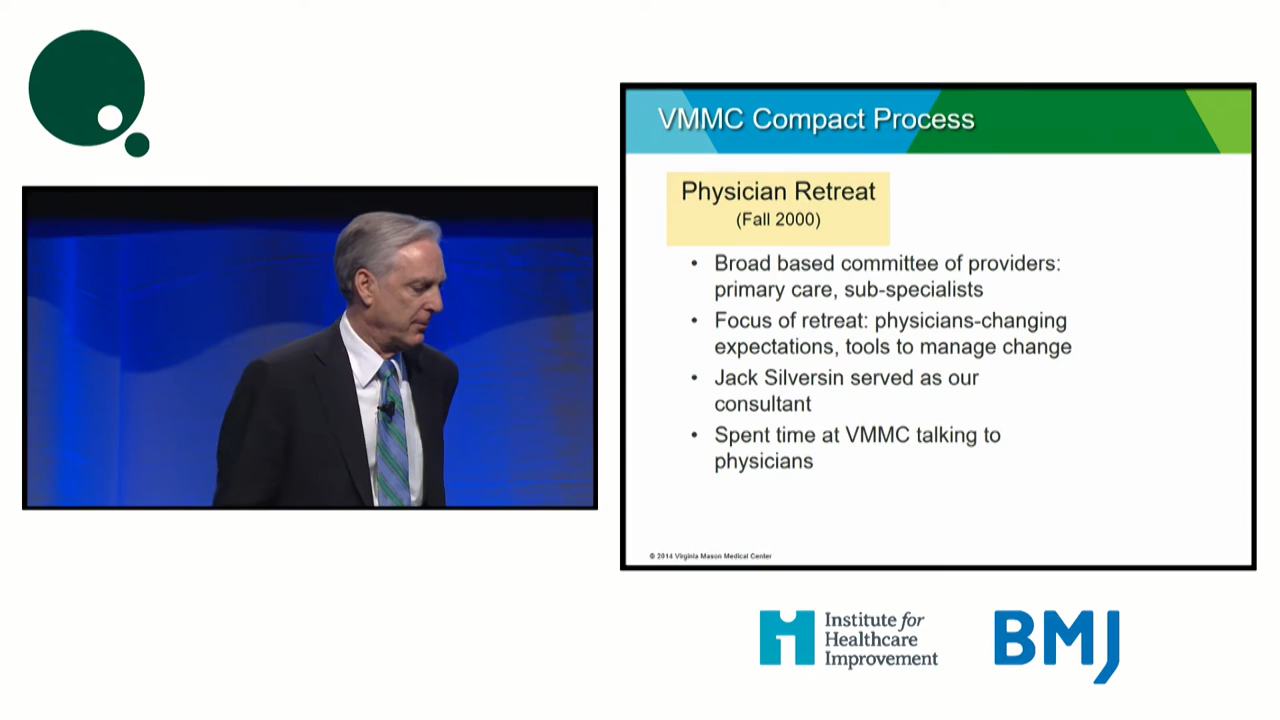 VMMC Compact Process
Physician Retreat
(Fall 2000)
• Broad based committee of providers:
primary care, sub-specialists
• Focus of retreat: physicians-changing
expectations, tools to manage change
• Jack Silversin served as our
consultant
• Spent time at VMMC talking to
physicians
© 2014 Virginia Mason Medical Center
Institute for
Healthcare
Improvement
BMJ